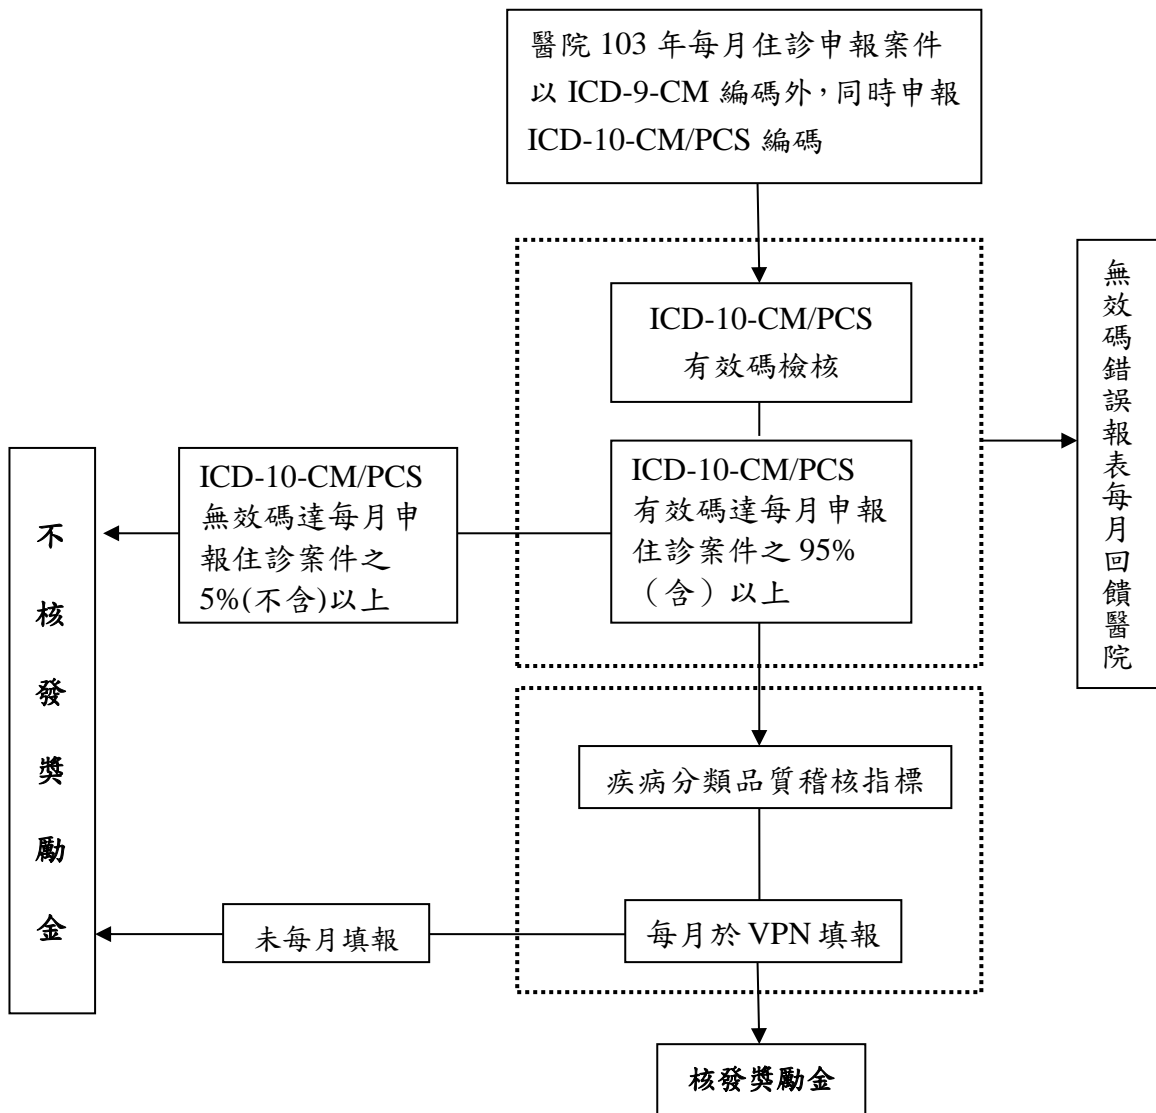 醫院 103 年每月住診申報案件
以 ICD-9-CM 編碼外，同時申報
ICD-10-CM/PCS 編碼
ICD-10-CM/PCS
有效碼檢核
無效碼錯誤報表每月回饋醫院
ICD-10-CM/PCS
有效碼達每月申報
住診案件之 95%
（含）以上
ICD-10-CM/PCS
無效碼達每月申
報住診案件之
5%(不含)以上
不核發獎勵金
疾病分類品質稽核指標
每月於 VPN 填報
未每月填報
核發獎勵金